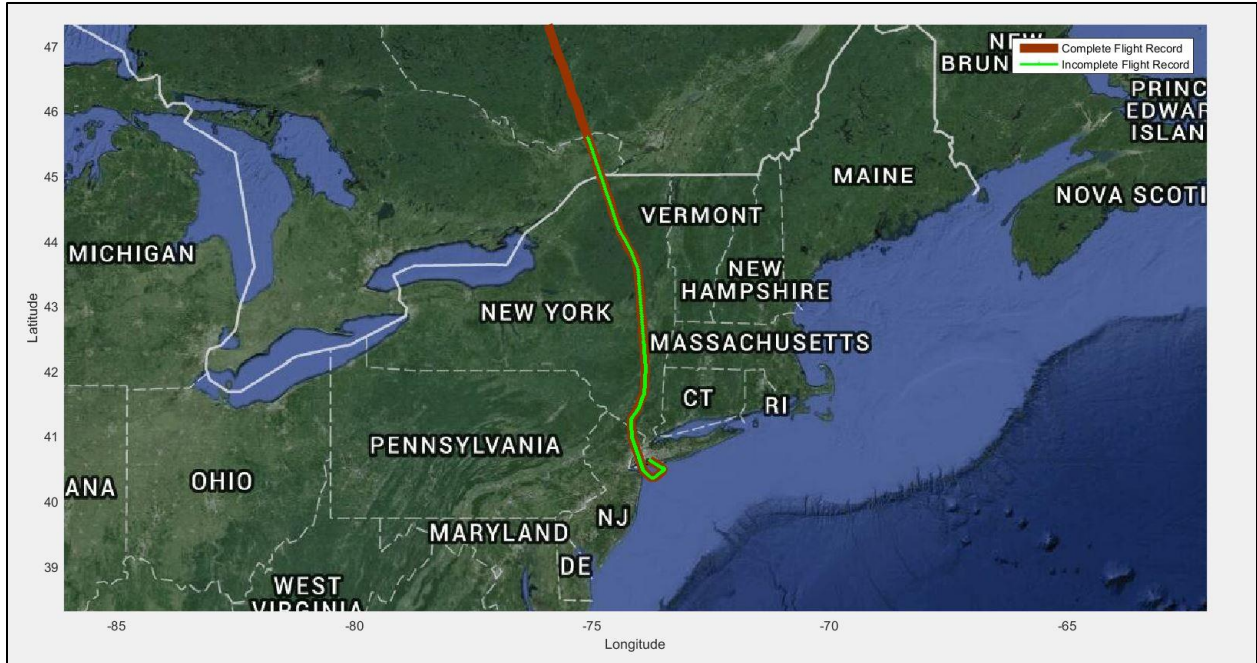 47
46
45
44
43
42
41
40
39
Latitude
-85
-80
-75
-70
-65
Longitude
Complete Flight Record
Incomplete Flight Record
NEW
BRUN
PRINC
EDWAR
ISLAN
MAINE
NOVA SCOTI
VERMONT
MICHIGAN
NEW
HAMPSHIRE
NEW YORK
MASSACHUSETTS
CT
RI
PENNSYLVANIA
OHIO
ANA
NJ
MARYLAND
DE
WEST
VIRGINIA